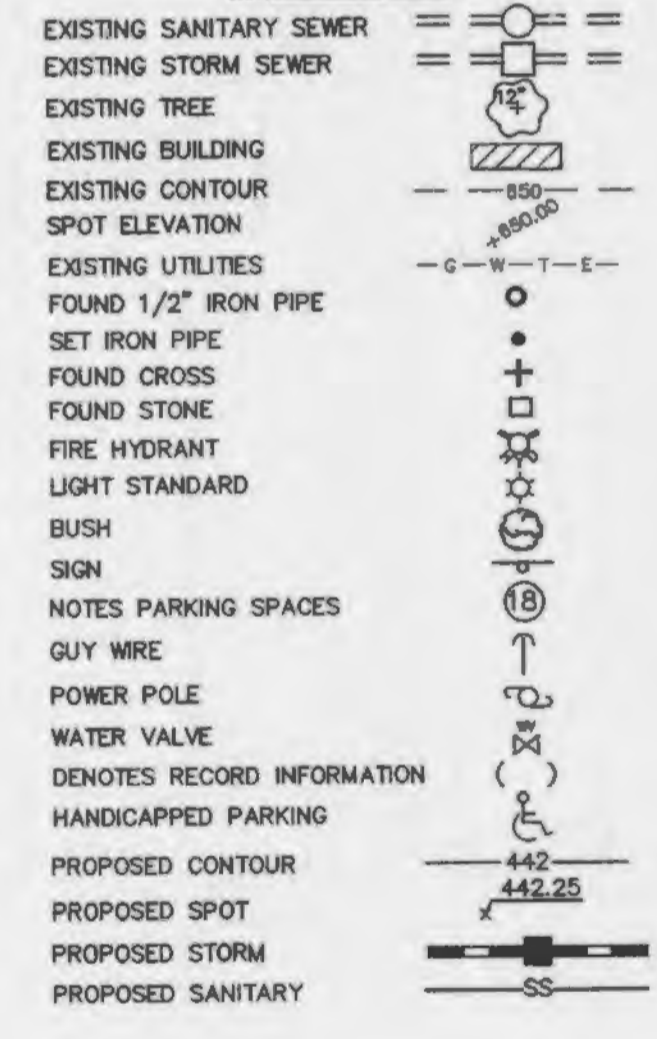 EXISTING SANITARY SEWER
EXISTING STORM SEWER
EXISTING TREE 12"
EXISTING BUILDING
EXISTING CONTOUR 850
SPOT ELEVATION +850.00
EXISTING UTILITIES G W T E
FOUND 1/2" IRON PIPE
SET IRON PIPE
FOUND CROSS
FOUND STONE
FIRE HYDRANT
LIGHT STANDARD
BUSH
SIGN
NOTES PARKING SPACES 18
GUY WIRE
POWER POLE
WATER VALVE
DENOTES RECORD INFORMATION ( )
HANDICAPPED PARKING
PROPOSED CONTOUR 442
PROPOSED SPOT 442.25
PROPOSED STORM
PROPOSED SANITARY SS